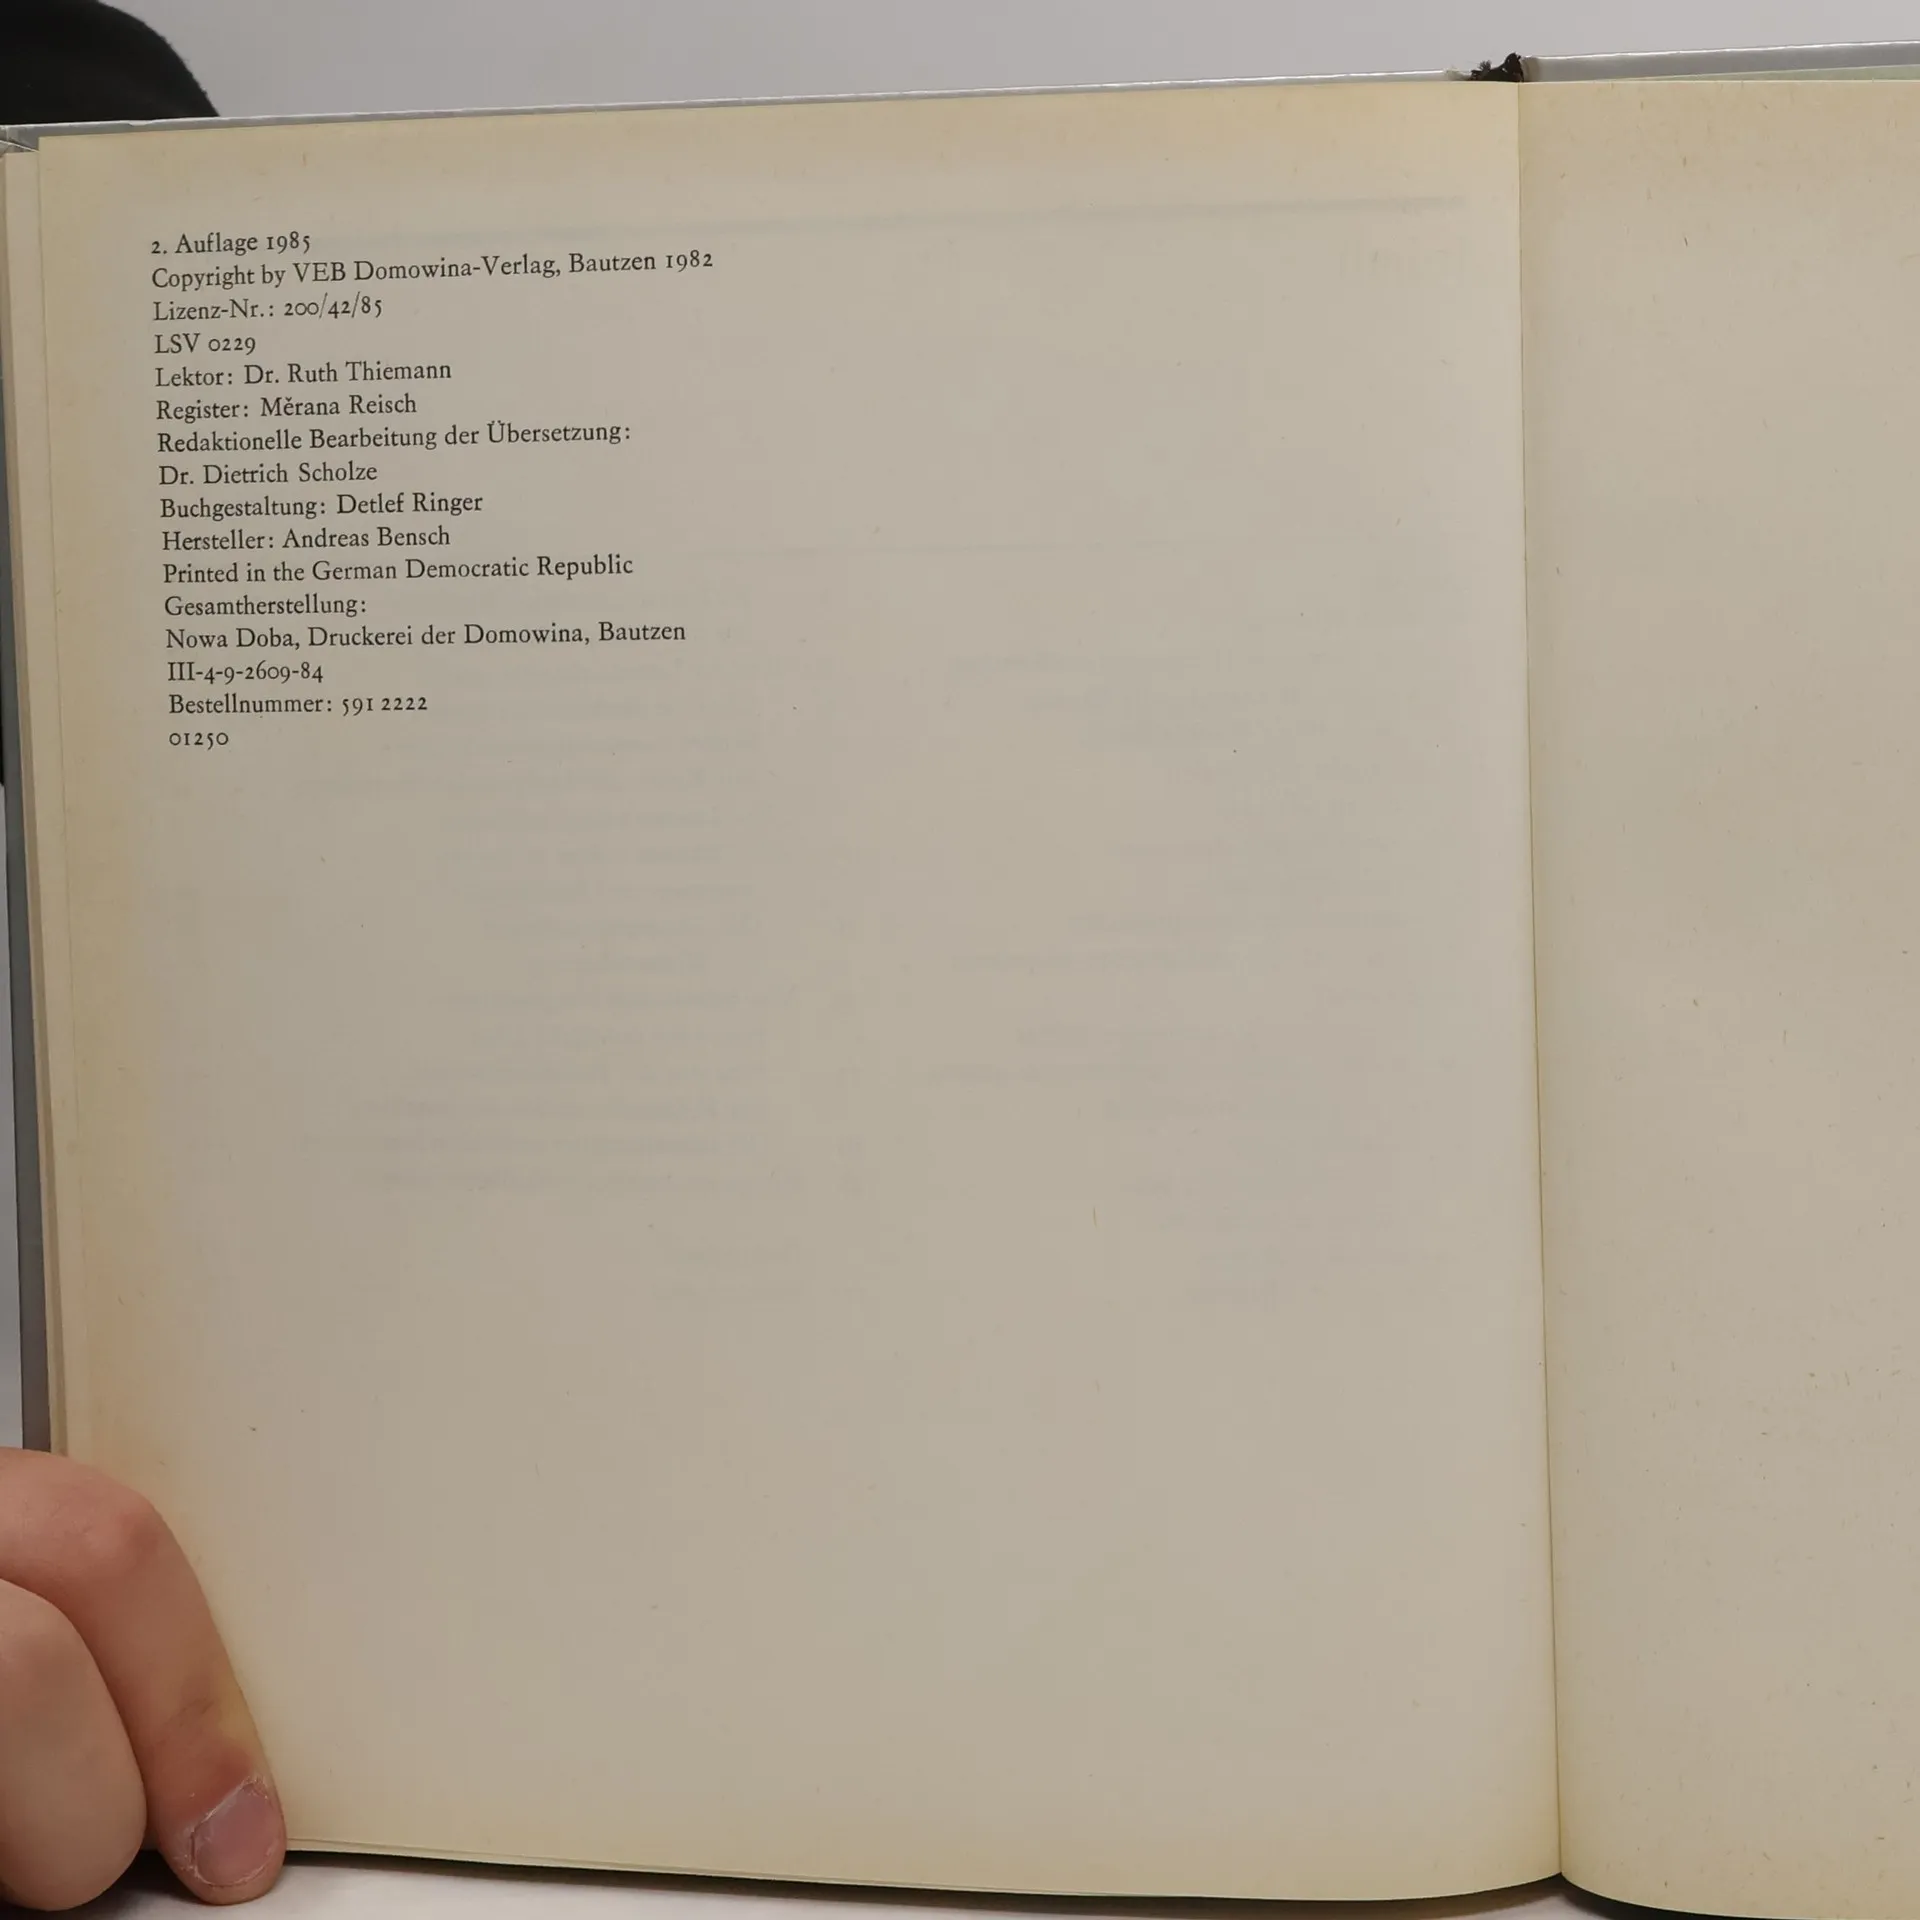 2. Auflage 1985
Copyright by VEB Domowina-Verlag, Bautzen 1982
Lizenz-Nr.: 200/42/85
LSV 0229
Lektor: Dr. Ruth Thiemann
Register: Měrana Reisch
Redaktionelle Bearbeitung der Übersetzung:
Dr. Dietrich Scholze
Buchgestaltung: Detlef Ringer
Hersteller: Andreas Bensch
Printed in the German Democratic Republic
Gesamtherstellung:
Nowa Doba, Druckerei der Domowina, Bautzen
III-4-9-2609-84
Bestellnummer: 591 2222
01250